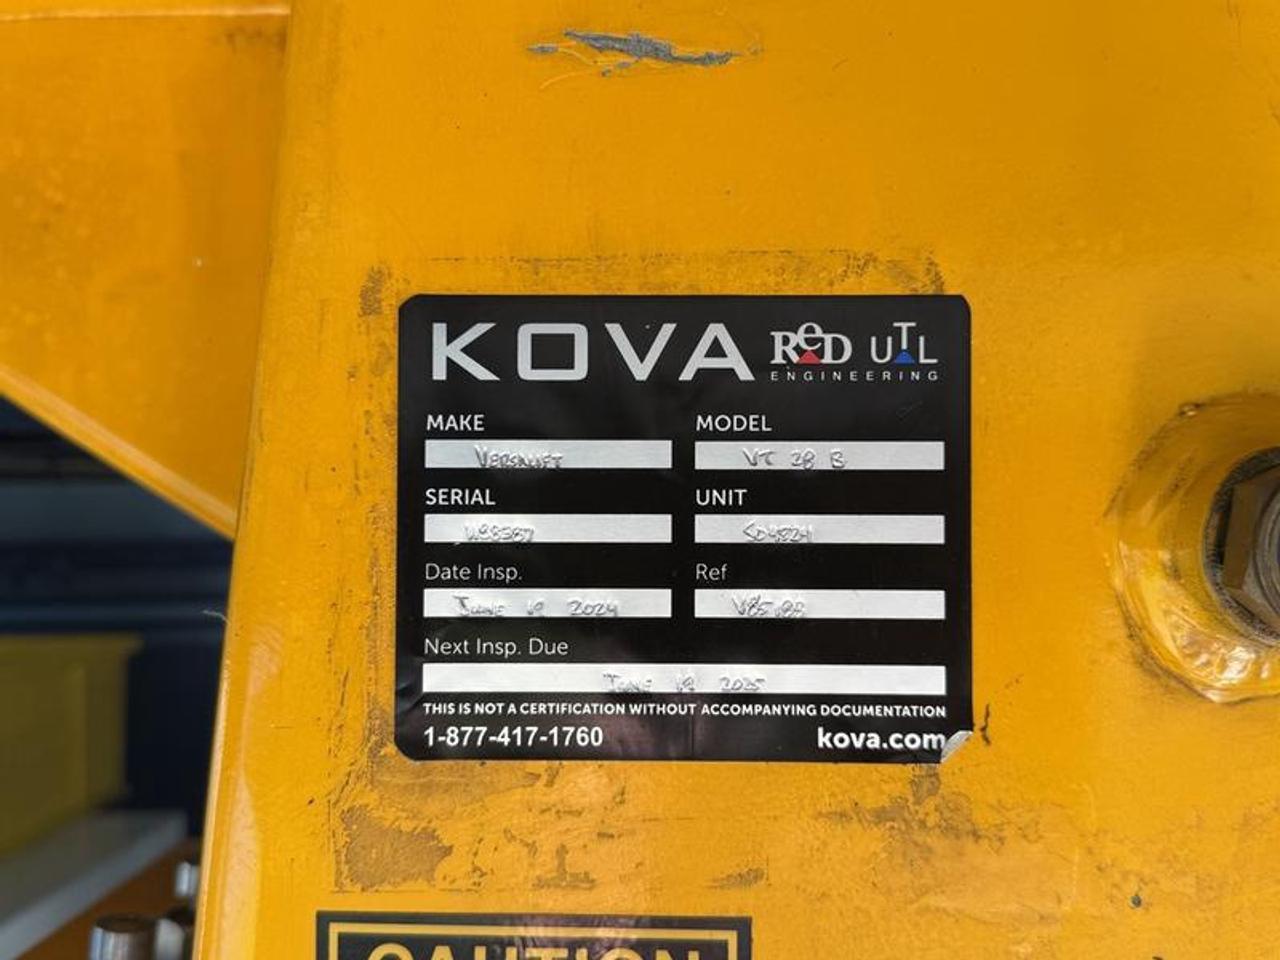 KOVA ReD UTL
ENGINEERING
MAKE MODEL
VERSALIFT VT 28 B
SERIAL UNIT
Date Insp. Ref
JUNE 19 2024
Next Insp. Due
JUNE 19 2025
THIS IS NOT A CERTIFICATION WITHOUT ACCOMPANYING DOCUMENTATION
1-877-417-1760 kova.com
CAUTION